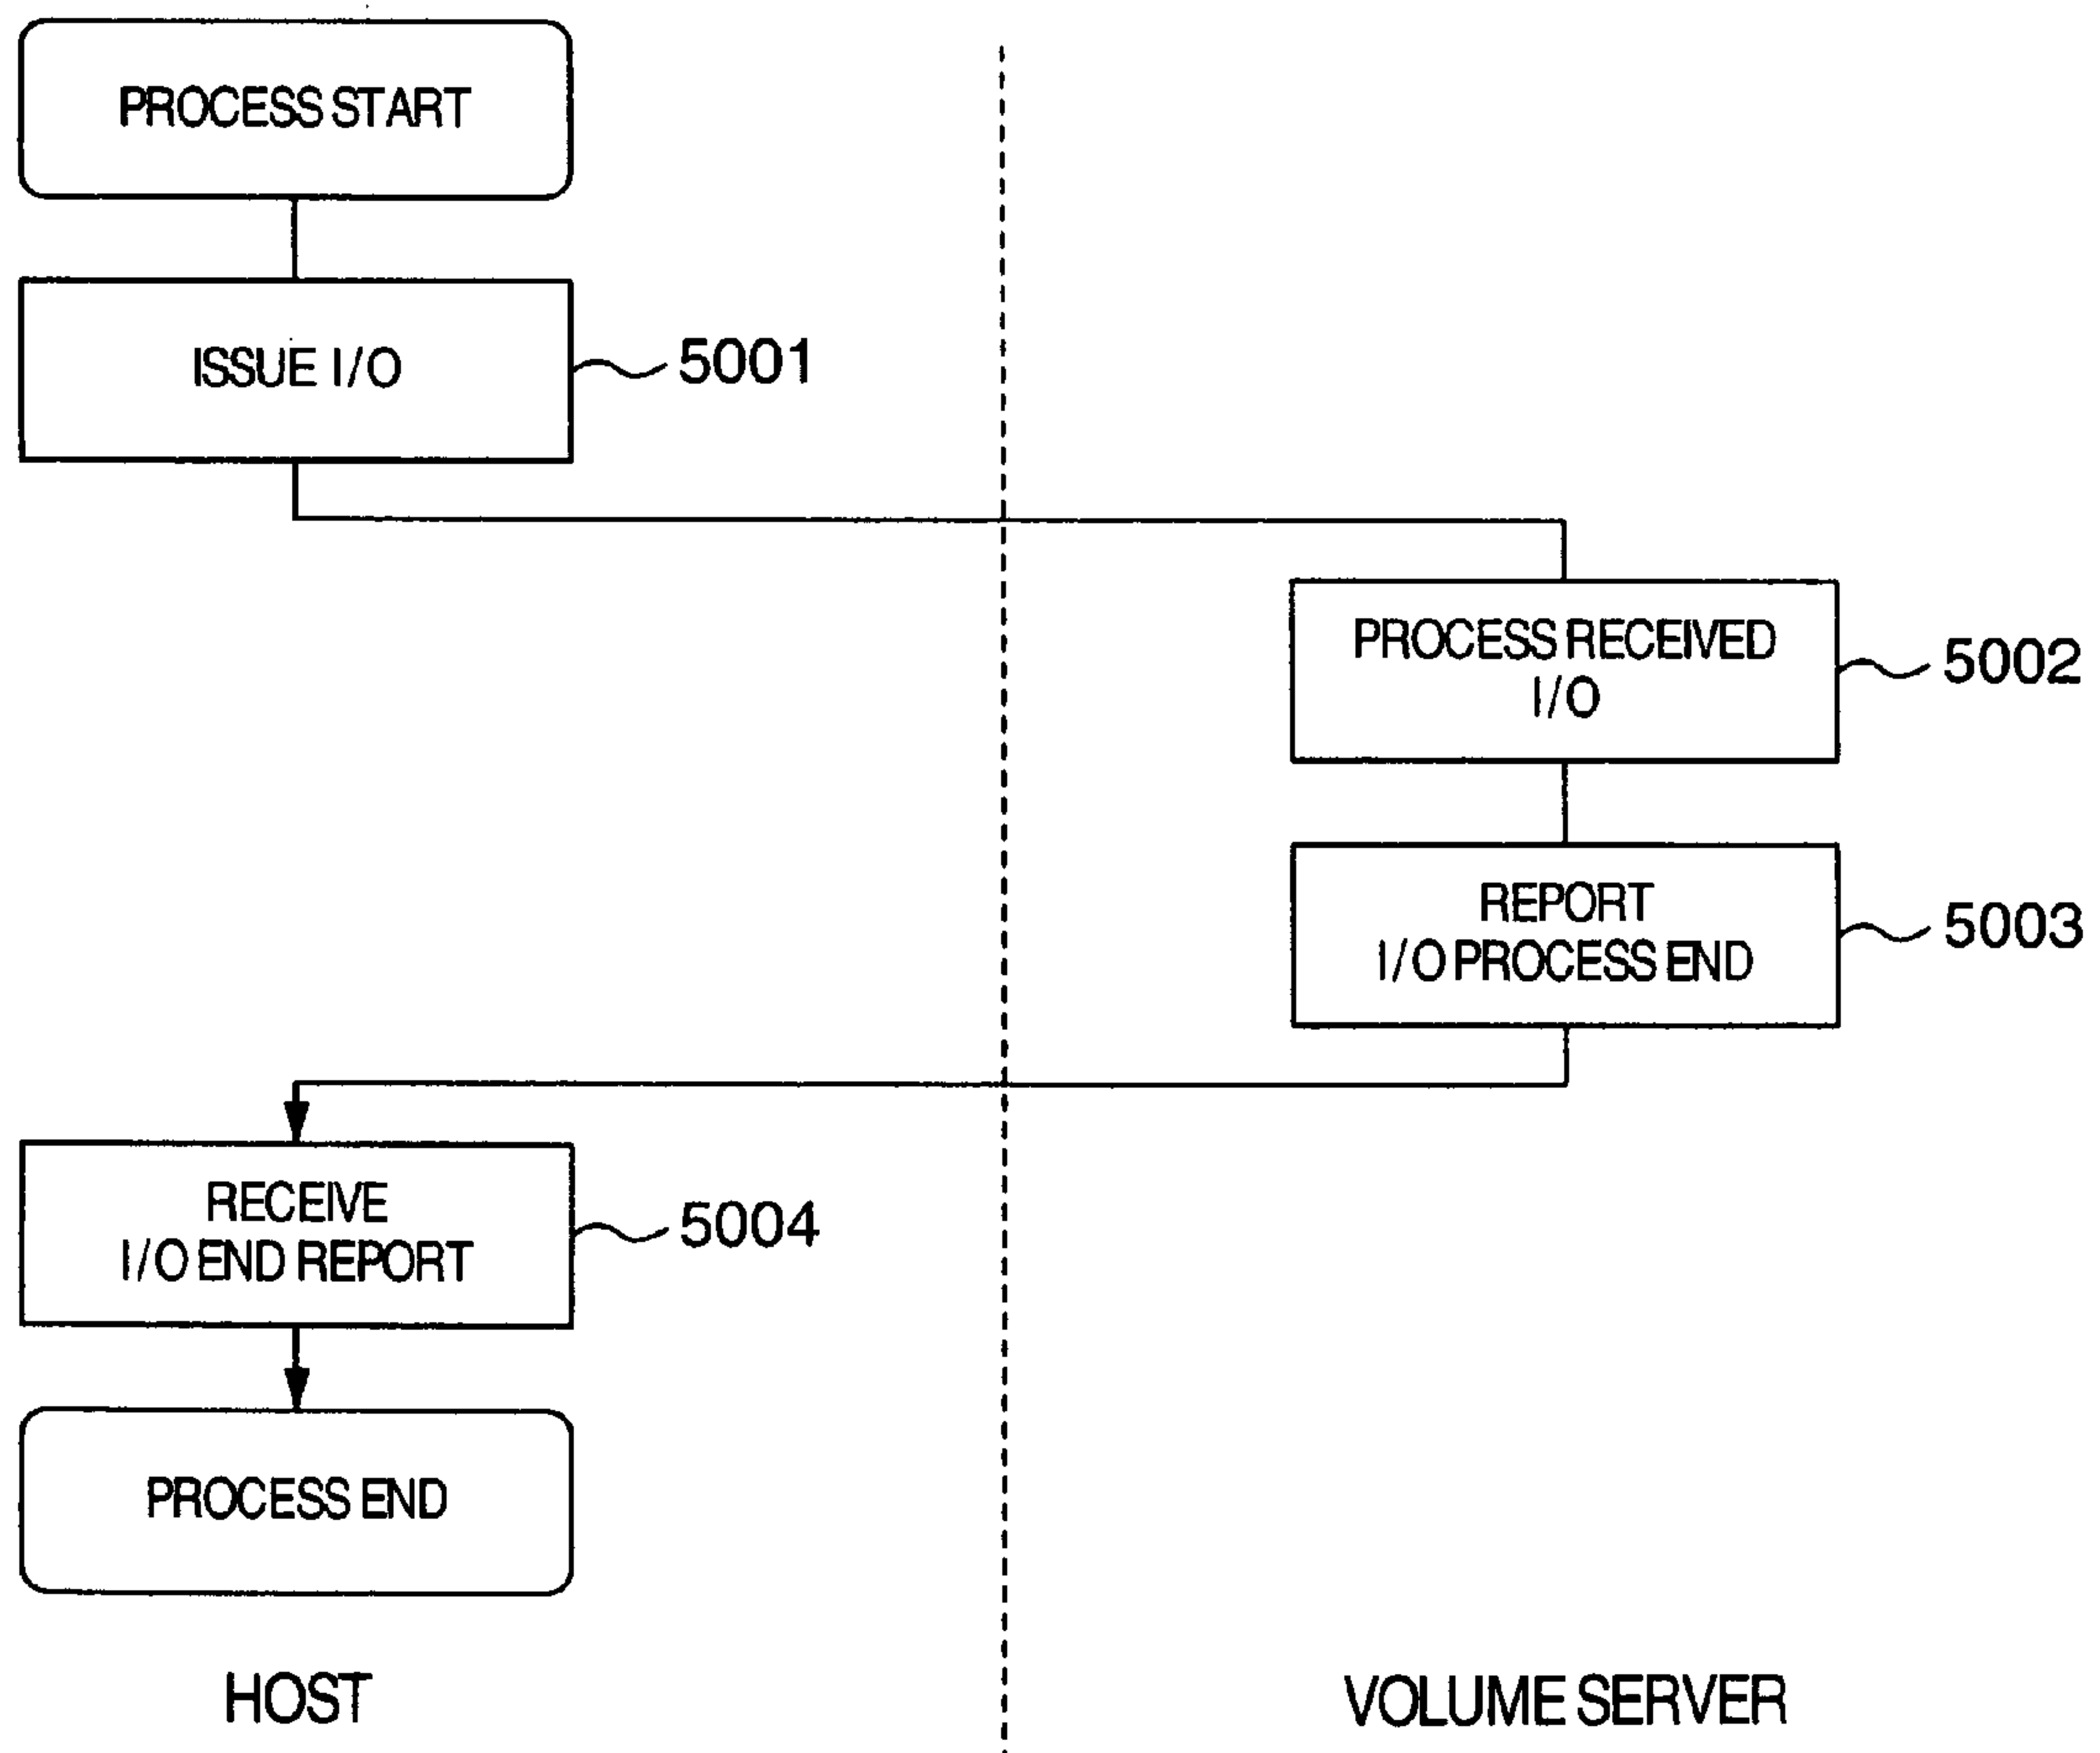 PROCESS START
ISSUE I/O
5001
PROCESS RECEIVED
I/O
5002
REPORT
I/O PROCESS END
5003
RECEIVE
I/O END REPORT
5004
PROCESS END
HOST
VOLUME SERVER